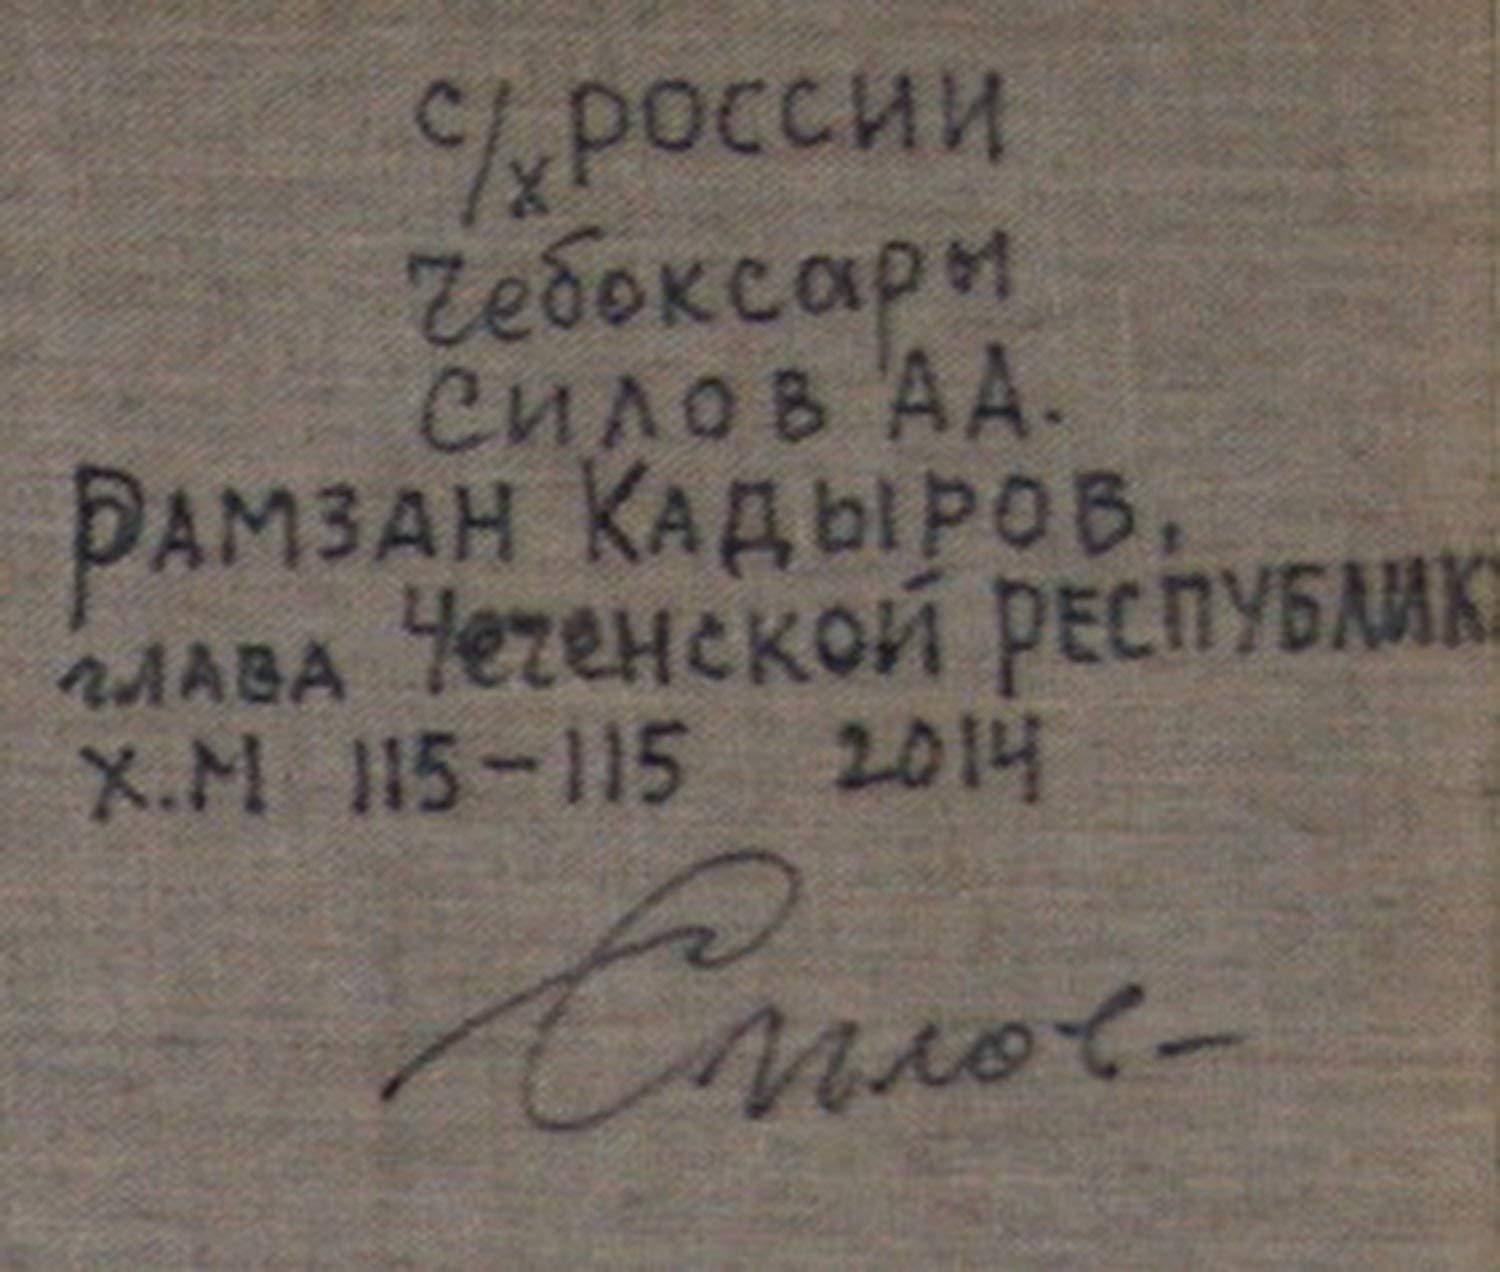 с/х РОССИИ
Чебоксары
Силов А А.
Рамзан Кадыров.
глава Чеченской Республики
Х.М 115-115 2014
Силов